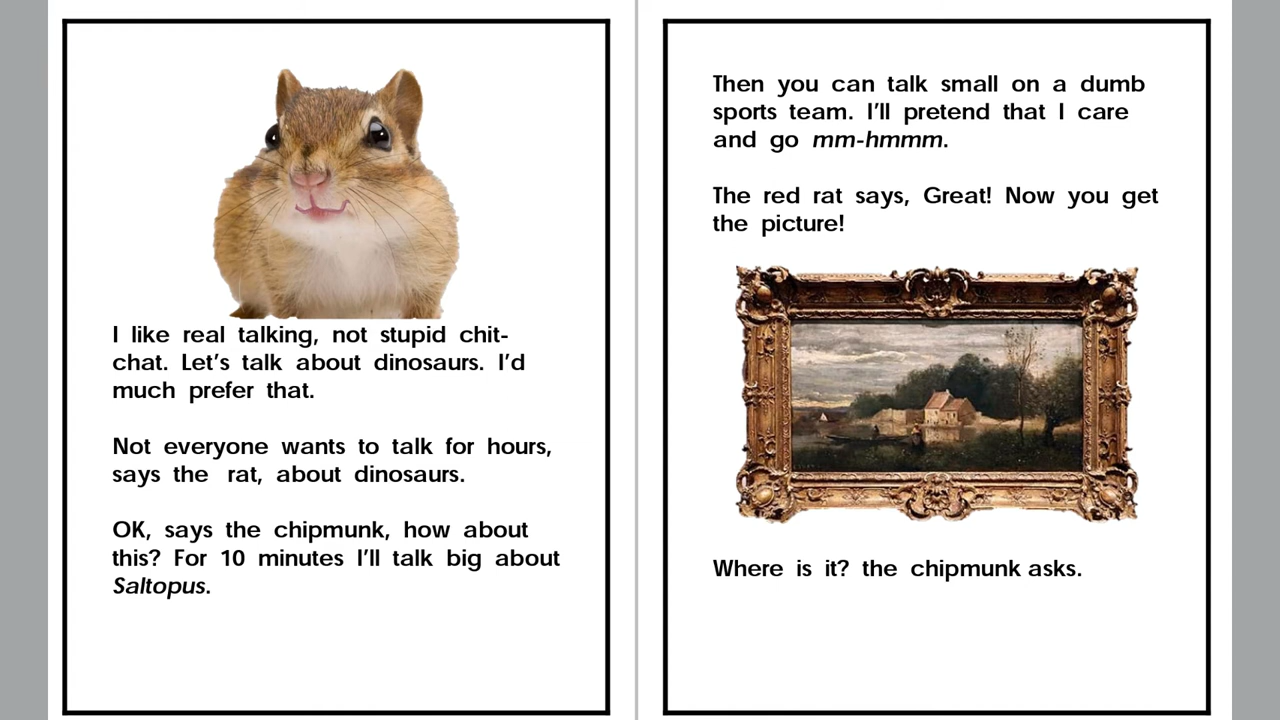 I like real talking, not stupid chit-
chat. Let's talk about dinosaurs. I'd
much prefer that.
Not everyone wants to talk for hours,
says the rat, about dinosaurs.
OK, says the chipmunk, how about
this? For 10 minutes I'll talk big about
Saltopus.
Then you can talk small on a dumb
sports team. I'll pretend that I care
and go mm-hmmm.
The red rat says, Great! Now you get
the picture!
Where is it? the chipmunk asks.